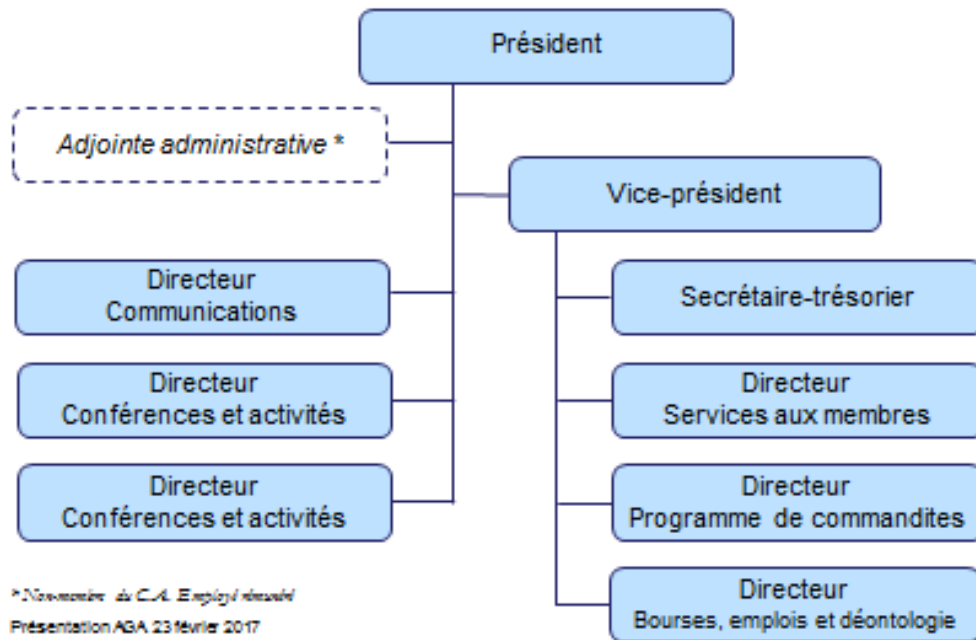 Président
Adjointe administrative *
Vice-président
Directeur
Communications
Directeur
Conférences et activités
Directeur
Conférences et activités
Secrétaire-trésorier
Directeur
Services aux membres
Directeur
Programme de commandites
Directeur
Bourses, emplois et déontologie
* Non-membre du C.A. Employé rémunéré
Présentation AGA 23 février 2017